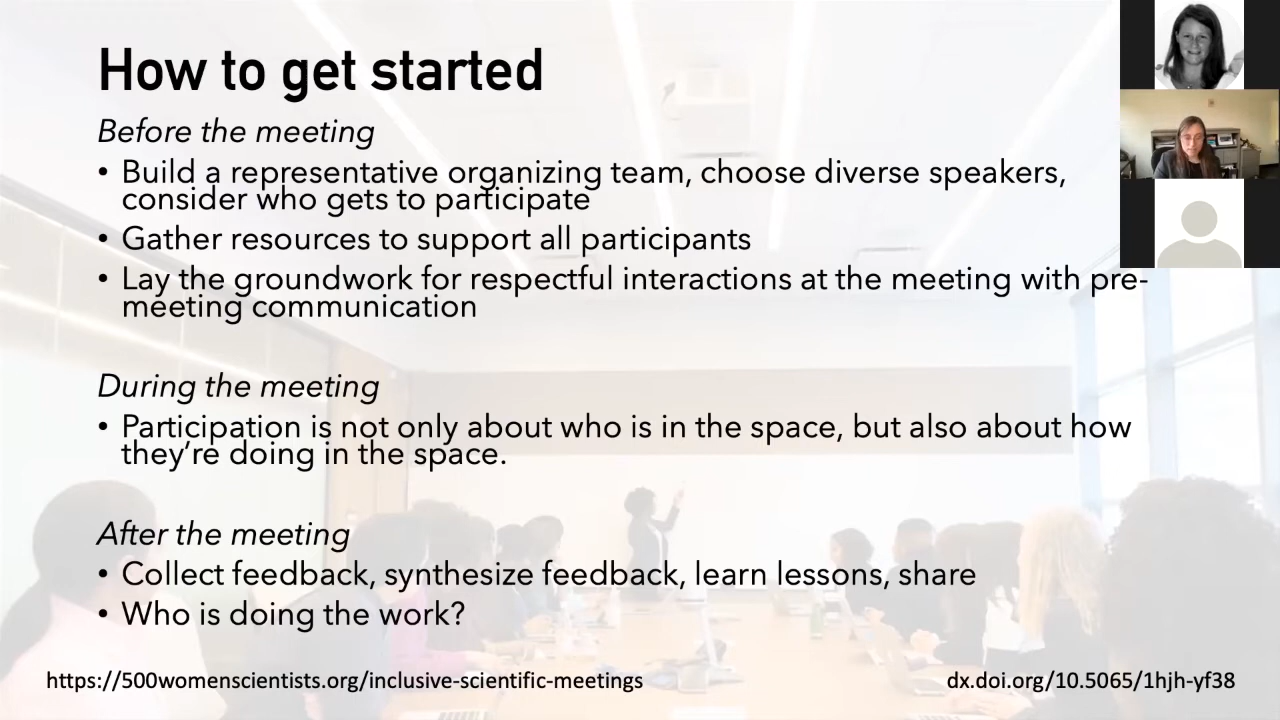 How to get started
Before the meeting
• Build a representative organizing team, choose diverse speakers,
consider who gets to participate
• Gather resources to support all participants
• Lay the groundwork for respectful interactions at the meeting with pre-
meeting communication
During the meeting
• Participation is not only about who is in the space, but also about how
they’re doing in the space.
After the meeting
• Collect feedback, synthesize feedback, learn lessons, share
• Who is doing the work?
https://500womenscientists.org/inclusive-scientific-meetings
dx.doi.org/10.5065/1hjh-yf38